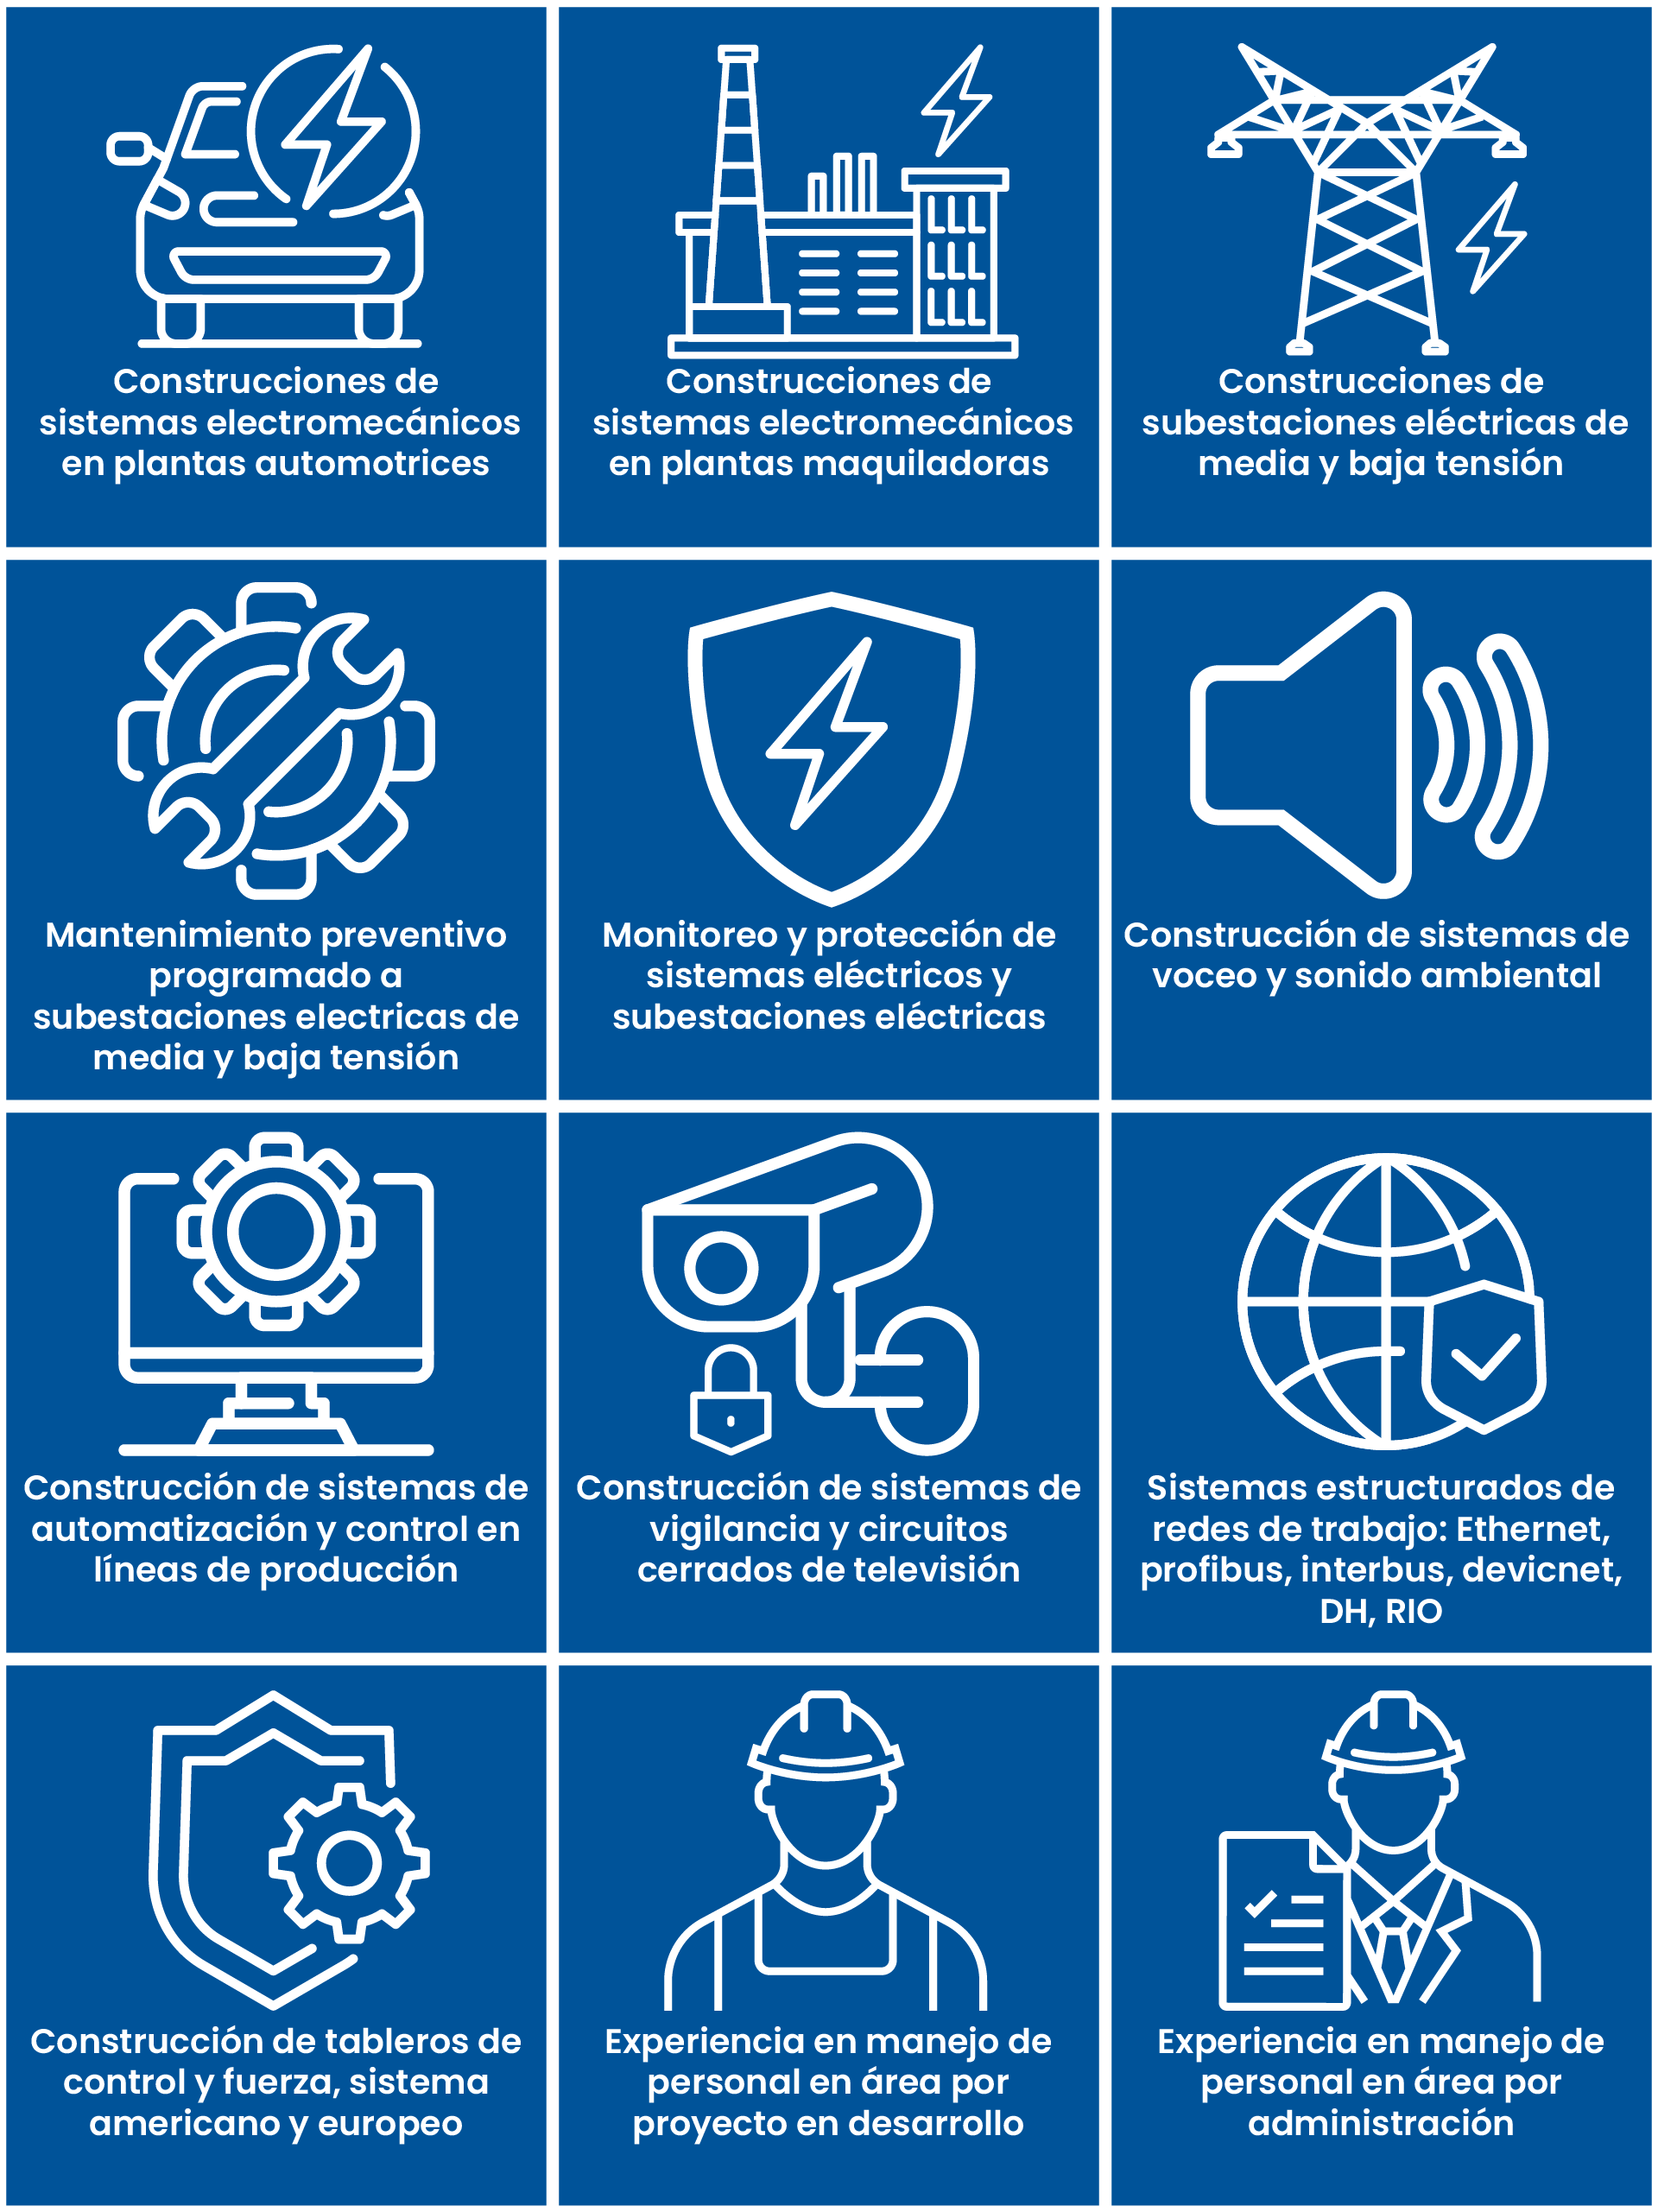 Construcciones de
sistemas electromecánicos
en plantas automotrices
Construcciones de
sistemas electromecánicos
en plantas maquiladoras
Construcciones de
subestaciones eléctricas de
media y baja tensión
Mantenimiento preventivo
programado a
subestaciones electricas de
media y baja tensión
Monitoreo y protección de
sistemas eléctricos y
subestaciones eléctricas
Construcción de sistemas de
voceo y sonido ambiental
Construcción de sistemas de
automatización y control en
líneas de producción
Construcción de sistemas de
vigilancia y circuitos
cerrados de televisión
Sistemas estructurados de
redes de trabajo: Ethernet,
profibus, interbus, devicnet,
DH, RIO
Construcción de tableros de
control y fuerza, sistema
americano y europeo
Experiencia en manejo de
personal en área por
proyecto en desarrollo
Experiencia en manejo de
personal en área por
administración